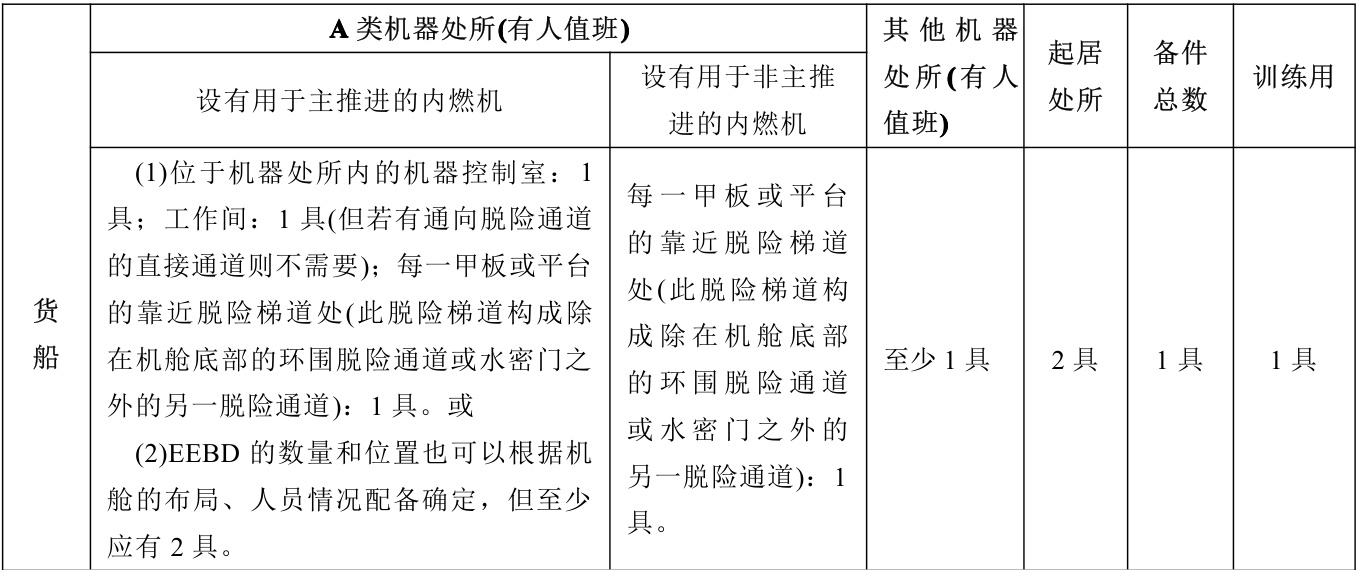 A 类机器处所(有人值班)
设有用于主推进的内燃机
设有用于非主推
进的内燃机
其他机器
处所(有人
值班)
起居
处所
备件
总数
训练用
货
船
(1)位于机器处所内的机器控制室：1
具；工作间：1 具(但若有通向脱险通道
的直接通道则不需要)；每一甲板或平台
的靠近脱险梯道处(此脱险梯道构成除
在机舱底部的环围脱险通道或水密门之
外的另一脱险通道)：1 具。或
(2)EEBD 的数量和位置也可以根据机
舱的布局、人员情况配备确定，但至少
应有 2 具。
每一甲板或平台
的靠近脱险梯道
处(此脱险梯道构
成除在机舱底部
的环围脱险通道
或水密门之外的
另一脱险通道)：1
具。
至少 1 具
2 具
1 具
1 具